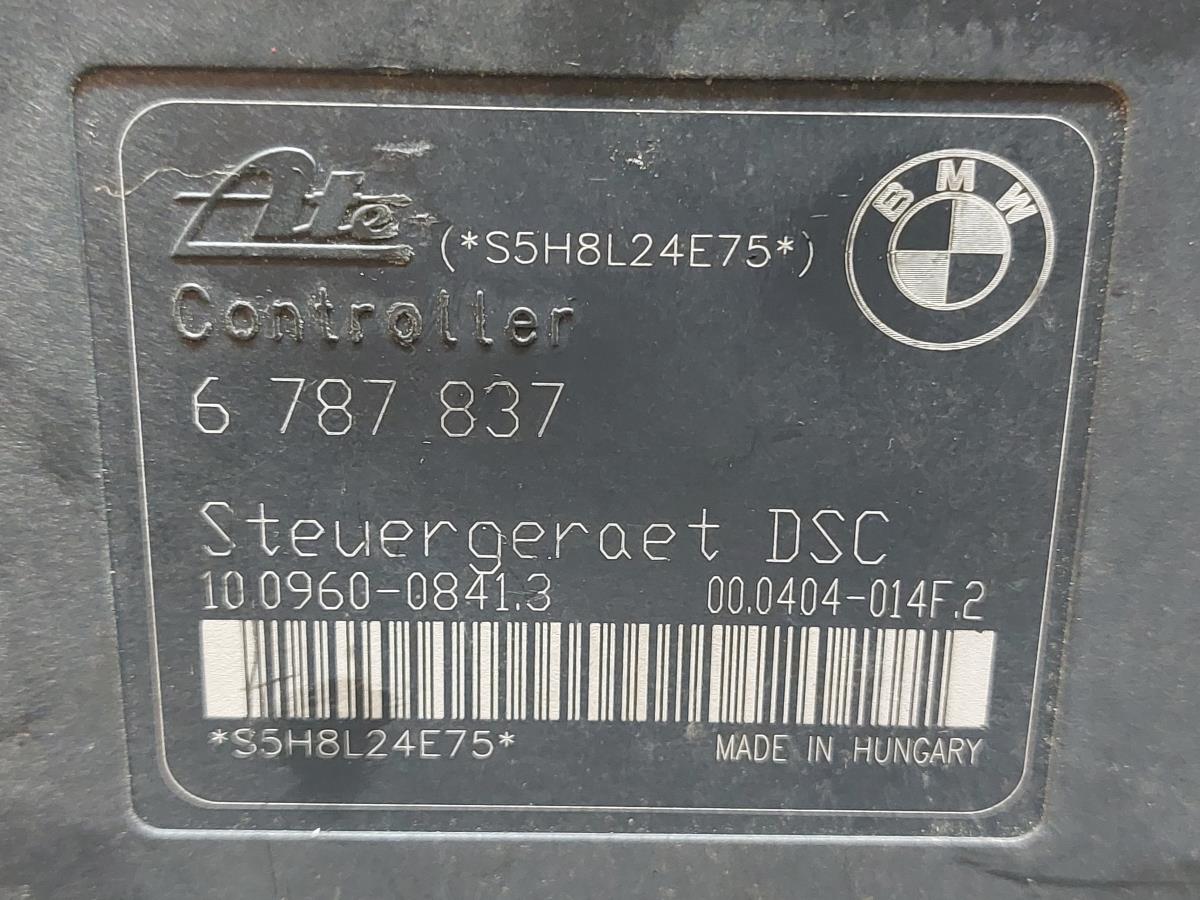 Ate (*S5H8L24E75*) BMW
Controller
6 787 837
Steuergeraet DSC
10.0960-0841.3 00.0404-014F.2
*S5H8L24E75* MADE IN HUNGARY